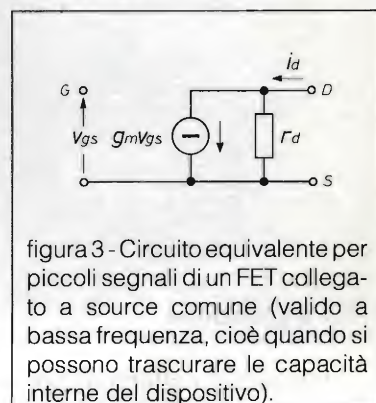 id
G
D
vgs
gmvgs
rd
S
figura 3 - Circuito equivalente per
piccoli segnali di un FET collega-
to a source comune (valido a
bassa frequenza, cioè quando si
possono trascurare le capacità
interne del dispositivo).